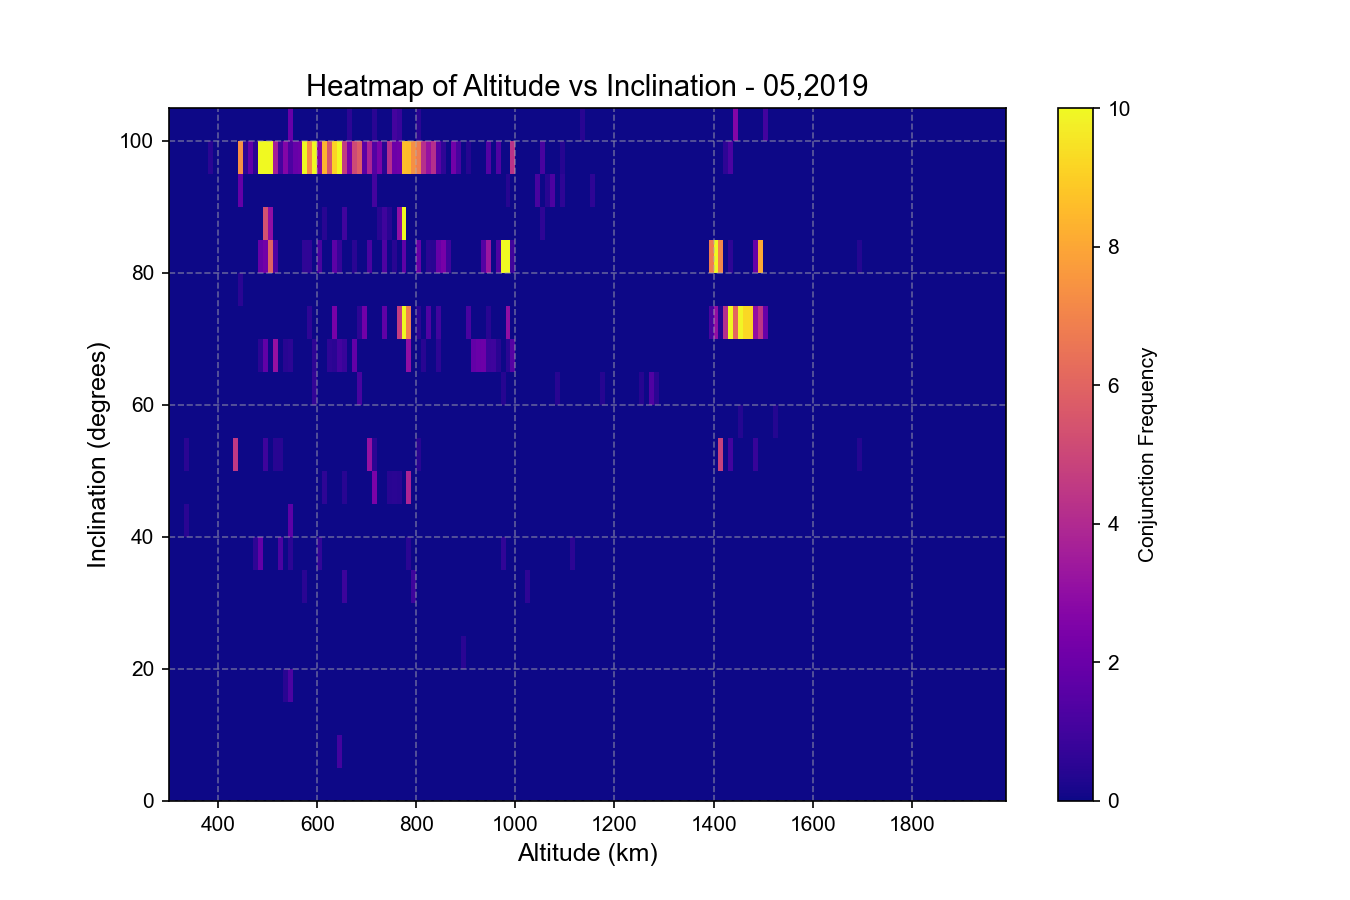 Heatmap of Altitude vs Inclination - 05,2019
100
80
60
40
20
0
Inclination (degrees)
400 600 800 1000 1200 1400 1600 1800
Altitude (km)
10
8
6
4
2
0
Conjunction Frequency